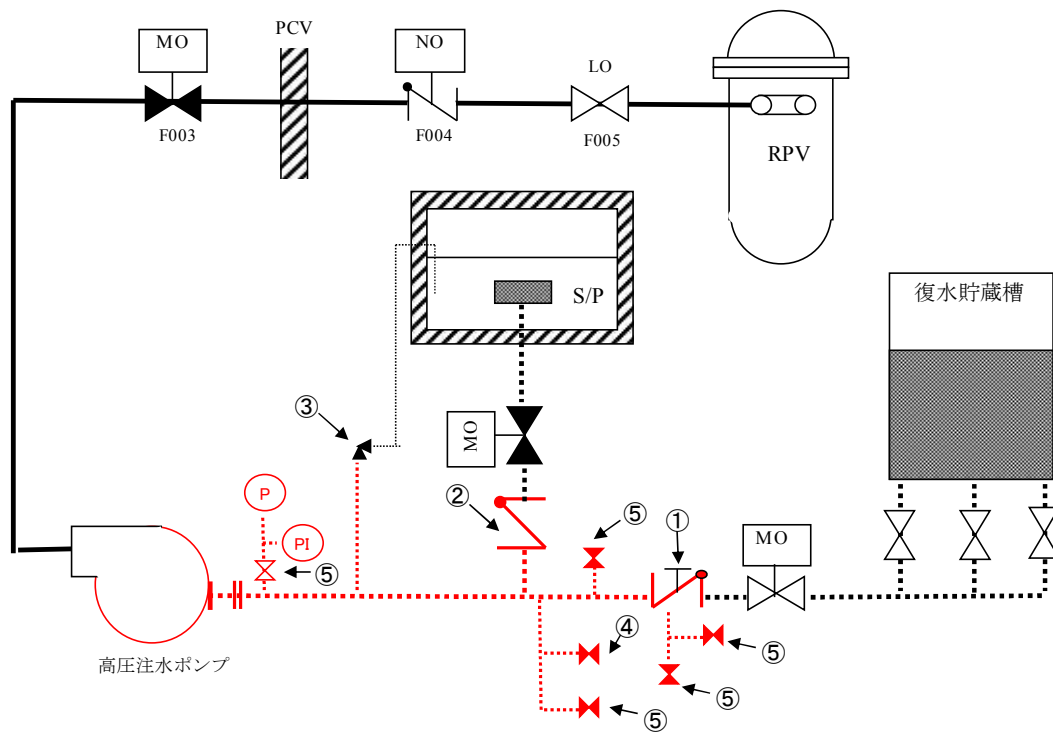 PCV
MO
NO
LO
F003
F004
F005
RPV
S/P
復水貯蔵槽
③
MO
②
⑤
①
MO
P
PI
⑤
④
⑤
⑤
⑤
高圧注水ポンプ